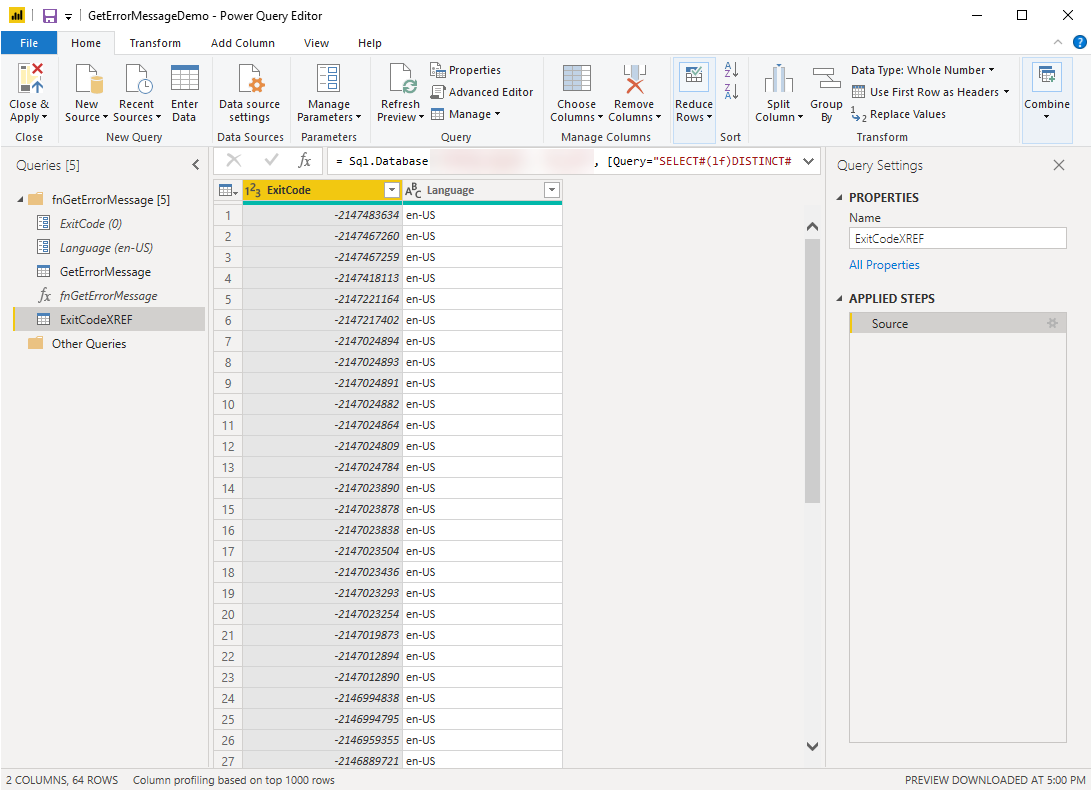 GetErrorMessageDemo - Power Query Editor
File Home Transform Add Column View Help
Close & Apply
New Source
Recent Sources
Enter Data
Data source settings
Manage Parameters
Refresh Preview
Properties
Advanced Editor
Manage
Choose Columns
Remove Columns
Reduce Rows
Split Column
Group By
Data Type: Whole Number
Use First Row as Headers
Replace Values
Combine
Close New Query Data Sources Parameters Query Manage Columns Sort Transform
Queries [5]
fnGetErrorMessage [5]
ExitCode (0)
Language (en-US)
GetErrorMessage
fnGetErrorMessage
ExitCodeXREF
Other Queries
fx
= Sql.Database , [Query="SELECT#(lf)DISTINCT#
ExitCode Language
1 -2147483634 en-US
2 -2147467260 en-US
3 -2147467259 en-US
4 -2147418113 en-US
5 -2147221164 en-US
6 -2147217402 en-US
7 -2147024894 en-US
8 -2147024893 en-US
9 -2147024891 en-US
10 -2147024882 en-US
11 -2147024864 en-US
12 -2147024809 en-US
13 -2147024784 en-US
14 -2147023890 en-US
15 -2147023878 en-US
16 -2147023838 en-US
17 -2147023504 en-US
18 -2147023436 en-US
19 -2147023293 en-US
20 -2147023254 en-US
21 -2147019873 en-US
22 -2147012894 en-US
23 -2147012890 en-US
24 -2146994838 en-US
25 -2146994795 en-US
26 -2146959355 en-US
27 -2146889721 en-US
Query Settings
PROPERTIES
Name
ExitCodeXREF
All Properties
APPLIED STEPS
Source
2 COLUMNS, 64 ROWS Column profiling based on top 1000 rows
PREVIEW DOWNLOADED AT 5:00 PM